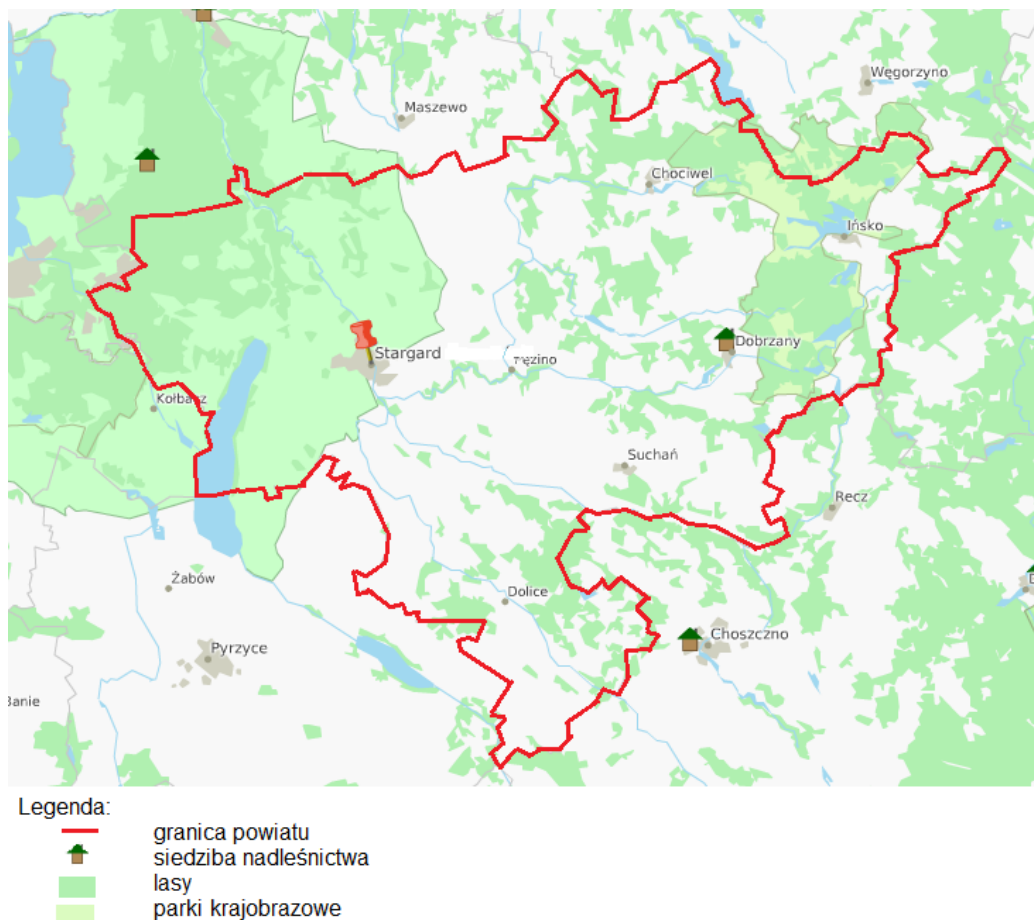 Węgorzyno
Maszewo
Chociwel
Ińsko
Stargard
Dobrzany
Kołbacz
Suchań
Recz
Żabów
Dolice
Choszczno
Pyrzyce
Banie
Legenda:
granica powiatu
siedziba nadleśnictwa
lasy
parki krajobrazowe